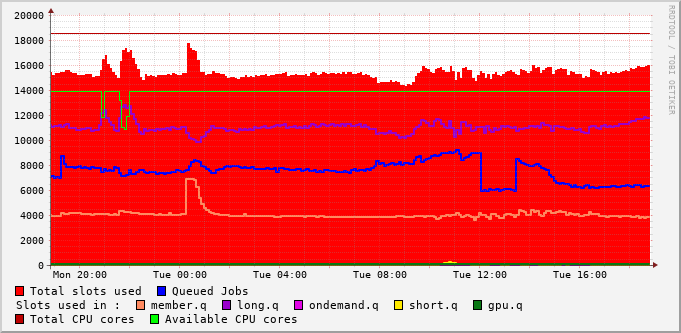 20000
18000
16000
14000
12000
10000
8000
6000
4000
2000
0
Mon 20:00 Tue 00:00 Tue 04:00 Tue 08:00 Tue 12:00 Tue 16:00
RRDTOOL / TOBI OETIKER
Total slots used Queued Jobs
Slots used in : member.q long.q ondemand.q short.q gpu.q
Total CPU cores Available CPU cores